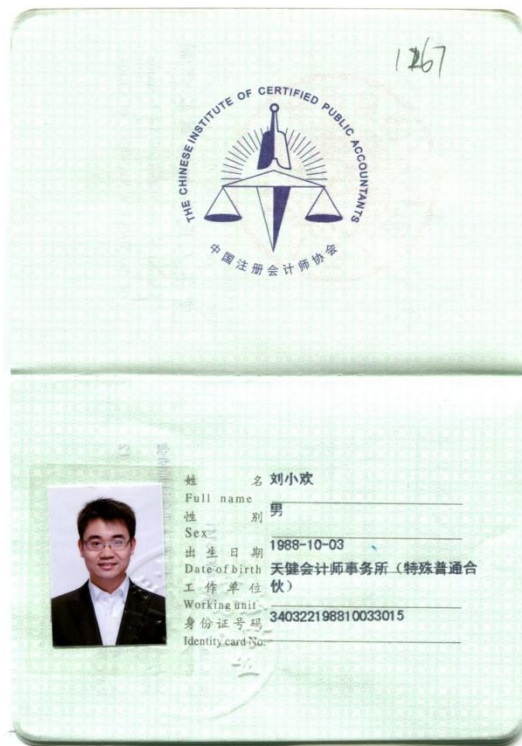 1267
THE CHINESE INSTITUTE OF CERTIFIED PUBLIC ACCOUNTANTS
中国注册会计师协会
姓 名 刘小欢
Full name
性 别 男
Sex
出生日期 1988-10-03
Date of birth 天健会计师事务所（特殊普通合
工作单位 伙）
Working unit
身份证号码 340322198810033015
Identity card No.